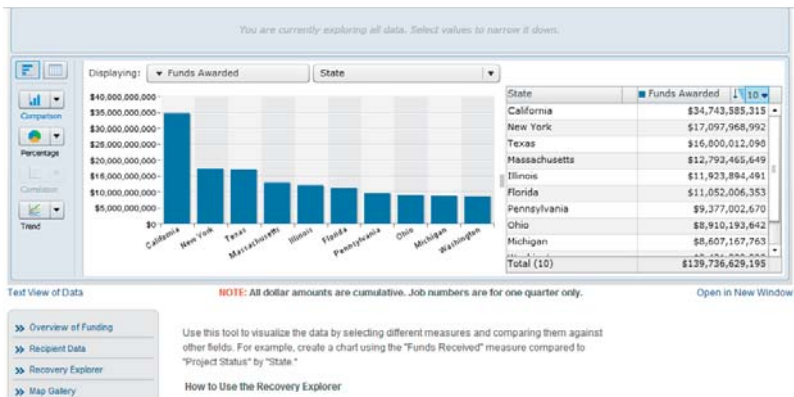 You are currently exploring all data. Select values to narrow it down.
Displaying: Funds Awarded State
Comparison
Percentage
Correlation
Trend
$40,000,000,000
$35,000,000,000
$30,000,000,000
$25,000,000,000
$20,000,000,000
$15,000,000,000
$10,000,000,000
$5,000,000,000
$0
California New York Texas Massachusetts Illinois Florida Pennsylvania Ohio Michigan Washington
State Funds Awarded 10
California $34,743,585,315
New York $17,097,968,992
Texas $16,800,012,098
Massachusetts $12,793,465,649
Illinois $11,923,894,491
Florida $11,052,006,353
Pennsylvania $9,377,002,670
Ohio $8,910,193,642
Michigan $8,607,167,763
Total (10) $139,736,629,195
Text View of Data NOTE: All dollar amounts are cumulative. Job numbers are for one quarter only. Open in New Window
Overview of Funding
Recipient Data
Recovery Explorer
Map Gallery
Use this tool to visualize the data by selecting different measures and comparing them against
other fields. For example, create a chart using the "Funds Received" measure compared to
"Project Status" by "State."
How to Use the Recovery Explorer